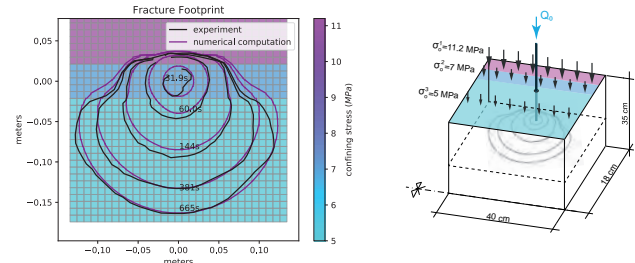 Fracture Footprint
experiment
numerical computation
0.05
0.00
−0.05
−0.10
−0.15
meters
31.9s
60.0s
144s
381s
665s
−0.10
−0.05
0.00
0.05
0.10
meters
11
10
9
8
7
6
5
confining stress (MPa)
Q₀
σₒ¹=11.2 MPa
σₒ²=7 MPa
σₒ³=5 MPa
35 cm
18 cm
40 cm